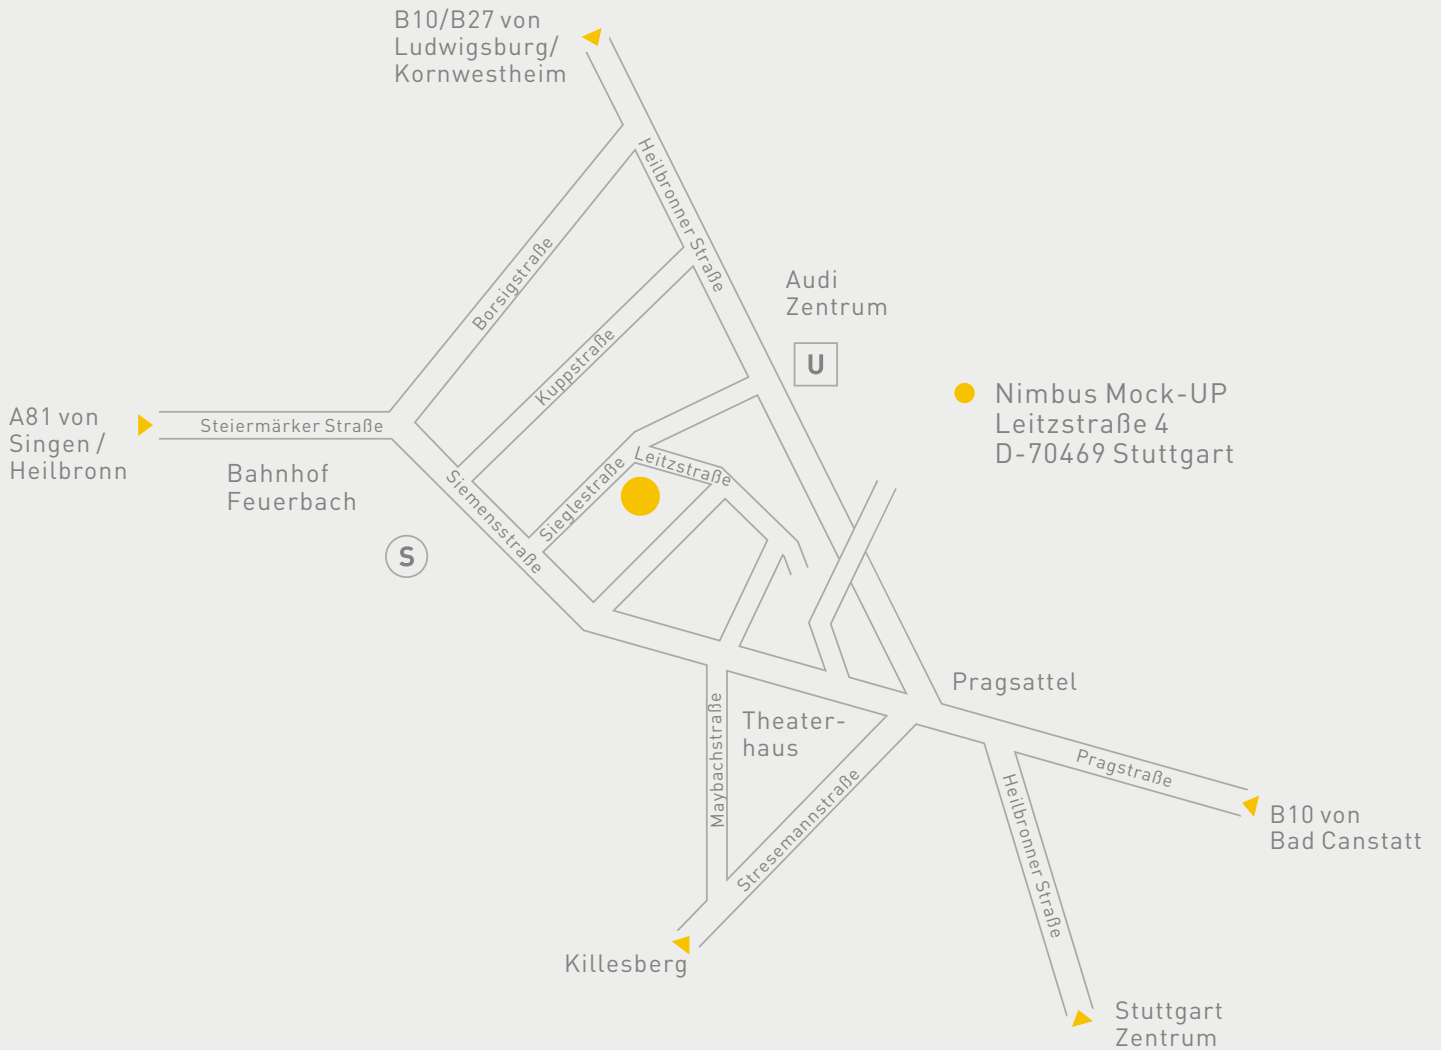 B10/B27 von
Ludwigsburg/
Kornwestheim
Heilbronner Straße
Borsigstraße
Audi
Zentrum
U
Kuppstraße
Nimbus Mock-UP
Leitzstraße 4
D-70469 Stuttgart
A81 von
Singen /
Heilbronn
Steiermärker Straße
Bahnhof
Feuerbach
S
Siemensstraße
Sieglestraße
Leitzstraße
Pragsattel
Theater-
haus
Maybachstraße
Stresemannstraße
Pragstraße
Heilbronner Straße
B10 von
Bad Canstatt
Killesberg
Stuttgart
Zentrum